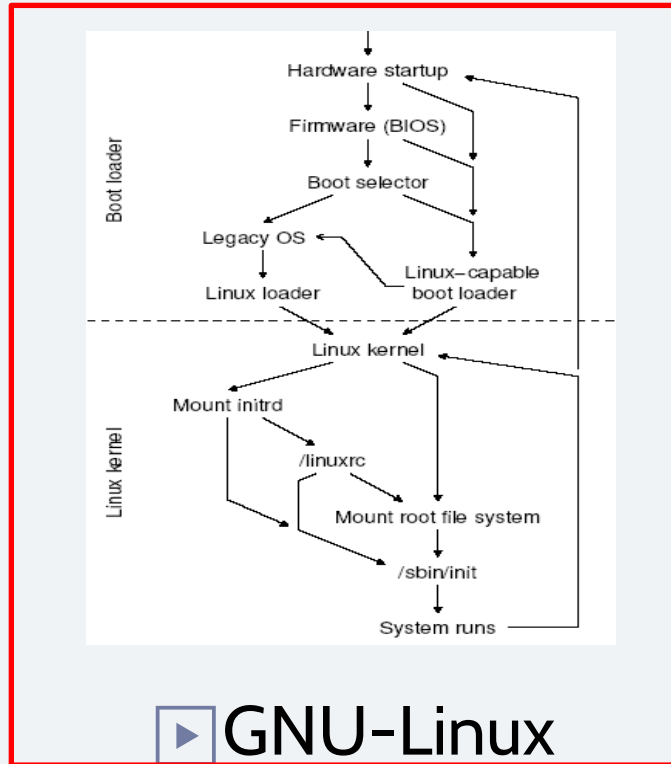 Hardware startup
Firmware (BIOS)
Boot selector
Boot loader
Legacy OS
Linux-capable
boot loader
Linux loader
Linux kernel
Mount initrd
Linux kernel
/linuxrc
Mount root file system
/sbin/init
System runs
GNU-Linux